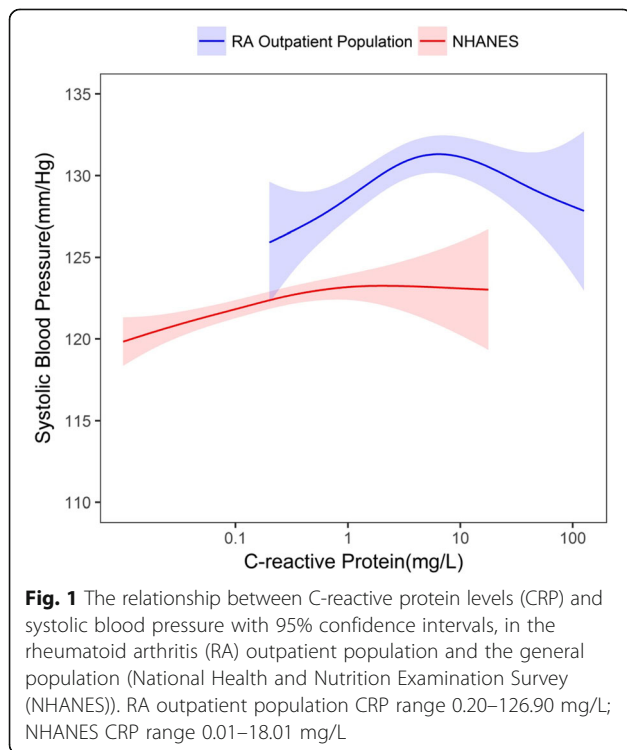 RA Outpatient Population NHANES
135
130
125
120
115
110
Systolic Blood Pressure(mm/Hg)
0.1 1 10 100
C-reactive Protein(mg/L)
Fig. 1 The relationship between C-reactive protein levels (CRP) and
systolic blood pressure with 95% confidence intervals, in the
rheumatoid arthritis (RA) outpatient population and the general
population (National Health and Nutrition Examination Survey
(NHANES)). RA outpatient population CRP range 0.20–126.90 mg/L;
NHANES CRP range 0.01–18.01 mg/L